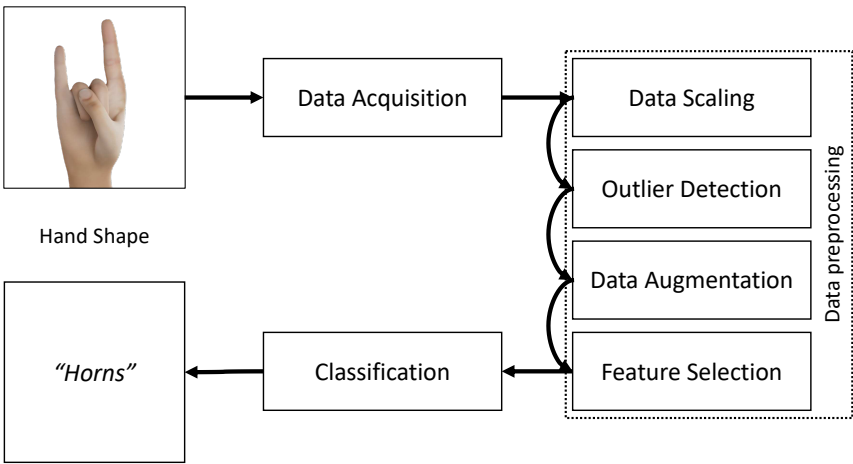 Hand Shape
Data Acquisition
Data Scaling
Outlier Detection
Data Augmentation
Feature Selection
Data preprocessing
Classification
“Horns”